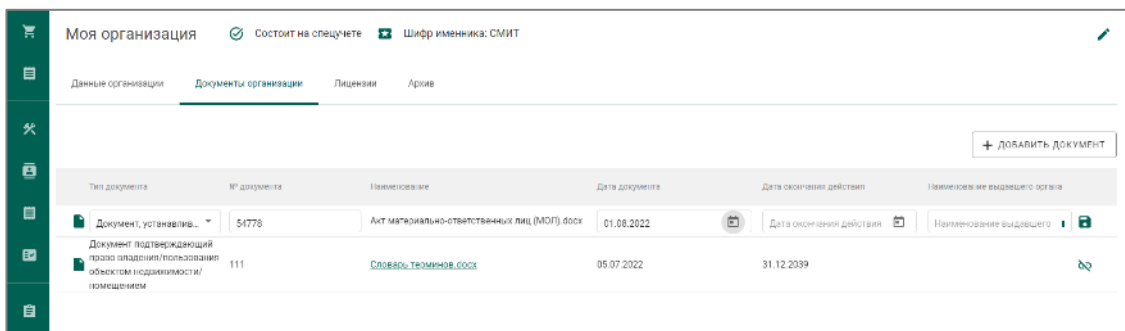 Моя организация Состоит на спецучете Шифр именника: СМИТ
Данные организации Документы организации Лицензии Архив
+ ДОБАВИТЬ ДОКУМЕНТ
Тип документа № документа Наименование Дата документа Дата окончания действия Наименование выдавшего органа
Документ, устанавлив... 54778 Акт материально-ответственных лиц (МОЛ).docx 01.08.2022 Дата окончания действия Наименование выдавшего
Документ подтверждающий
право владения/пользования
объектом недвижимости/
помещением
111 Словарь терминов.docx 05.07.2022 31.12.2039